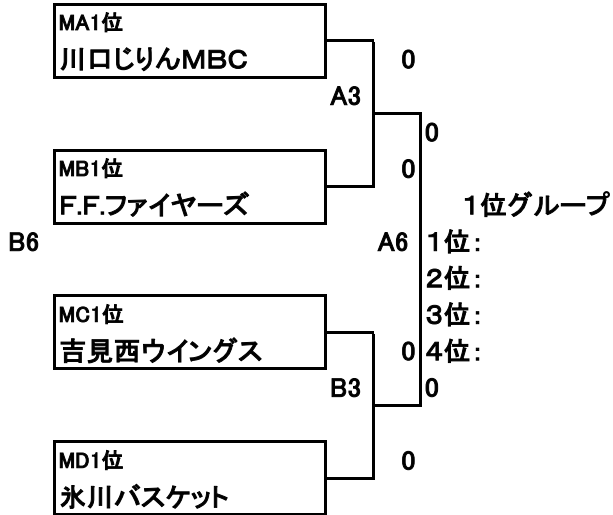 MA1位
川口じりんMBC
0
A3
0
MB1位
0
F.F.ファイヤーズ
1位グループ
B6
A6
1位:
2位:
3位:
MC1位
吉見西ウイングス
0
4位:
B3
0
MD1位
0
氷川バスケット